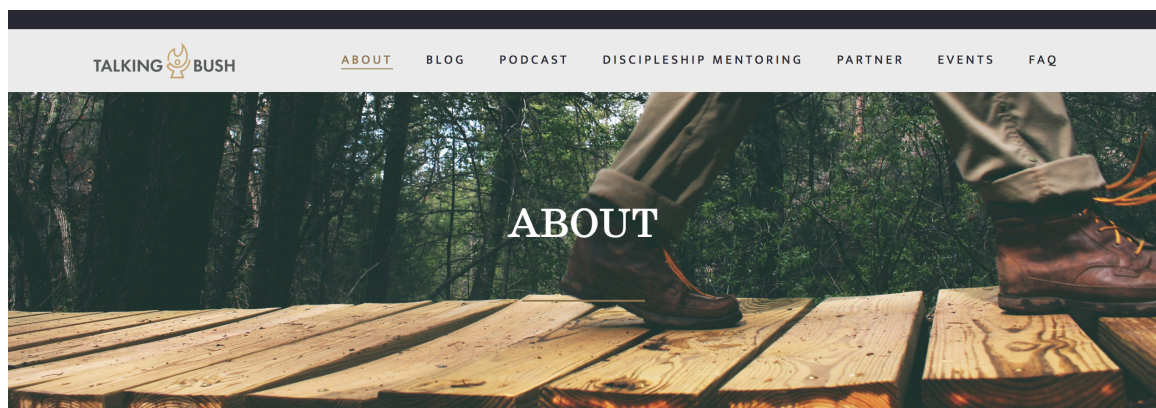 TALKING BUSH
ABOUT BLOG PODCAST DISCIPLESHIP MENTORING PARTNER EVENTS FAQ
ABOUT